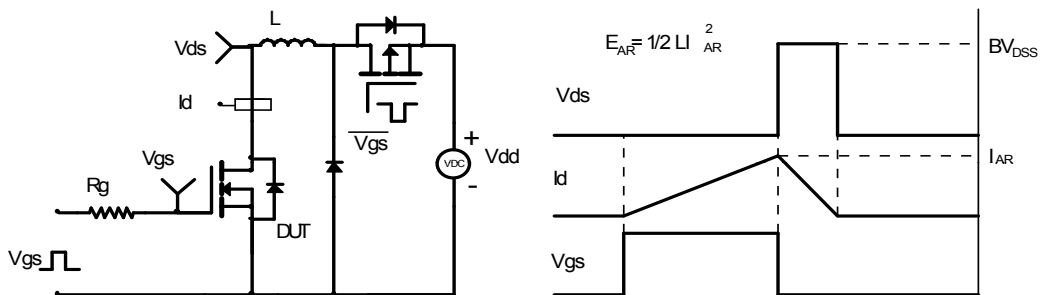 L
Vds
Id
Vgs
Vgs
+
VDC
Vdd
-
Rg
DUT
Vgs
E_AR= 1/2 LI²_AR
BV_DSS
Vds
I_AR
Id
Vgs